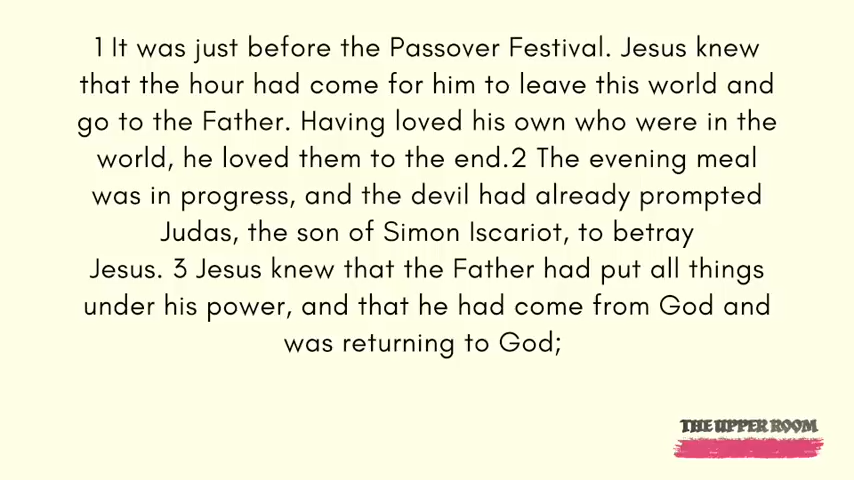 1 It was just before the Passover Festival. Jesus knew
that the hour had come for him to leave this world and
go to the Father. Having loved his own who were in the
world, he loved them to the end.2 The evening meal
was in progress, and the devil had already prompted
Judas, the son of Simon Iscariot, to betray
Jesus. 3 Jesus knew that the Father had put all things
under his power, and that he had come from God and
was returning to God;
THE UPPER ROOM